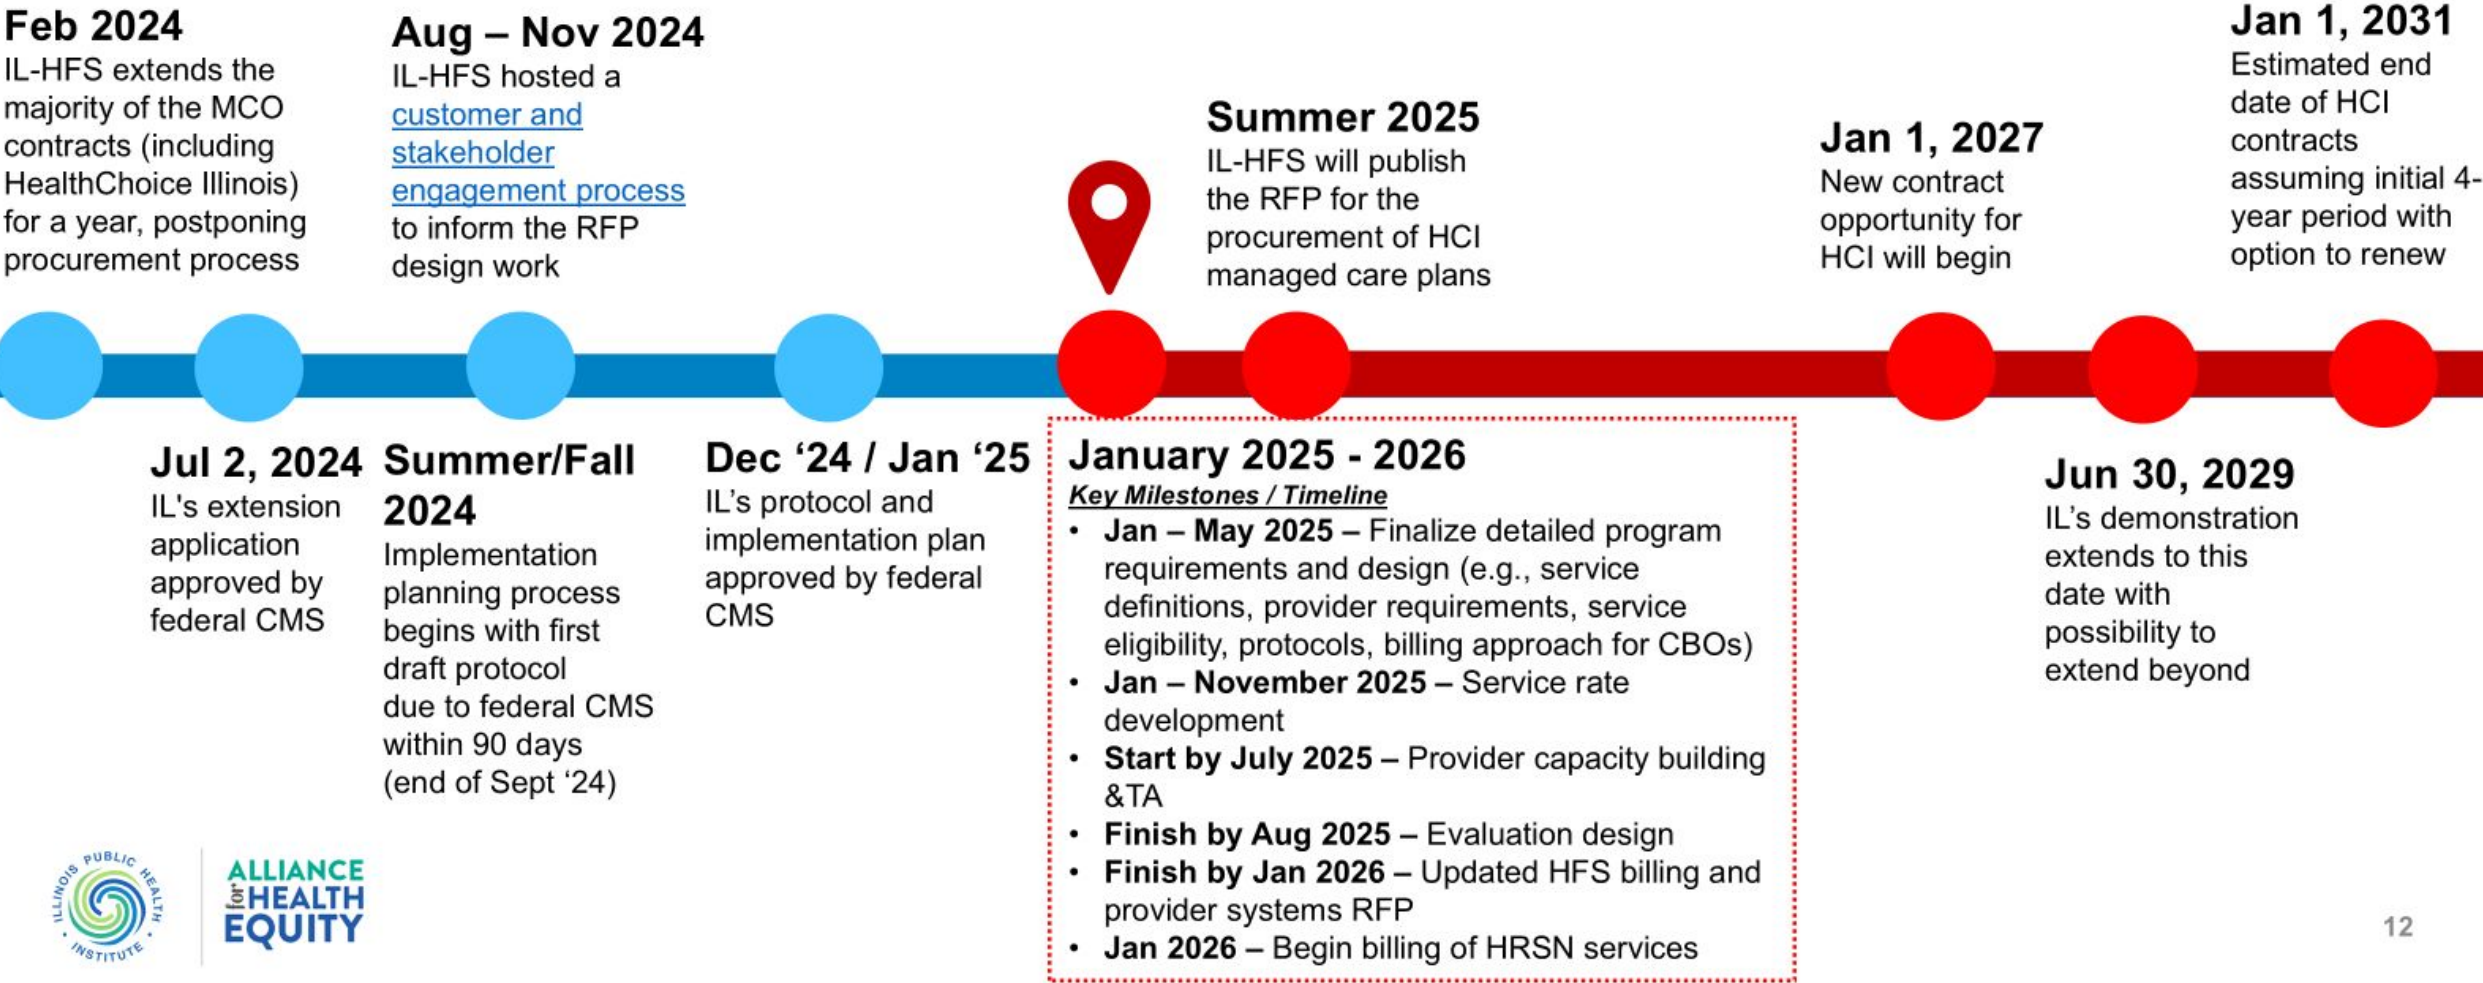 Feb 2024
IL-HFS extends the
majority of the MCO
contracts (including
HealthChoice Illinois)
for a year, postponing
procurement process
Aug – Nov 2024
IL-HFS hosted a
customer and
stakeholder
engagement process
to inform the RFP
design work
Summer 2025
IL-HFS will publish
the RFP for the
procurement of HCI
managed care plans
Jan 1, 2027
New contract
opportunity for
HCI will begin
Jan 1, 2031
Estimated end
date of HCI
contracts
assuming initial 4-
year period with
option to renew
Jul 2, 2024
IL's extension
application
approved by
federal CMS
Summer/Fall
2024
Implementation
planning process
begins with first
draft protocol
due to federal CMS
within 90 days
(end of Sept ‘24)
Dec ‘24 / Jan ‘25
IL’s protocol and
implementation plan
approved by federal
CMS
January 2025 - 2026
Key Milestones / Timeline
• Jan – May 2025 – Finalize detailed program
requirements and design (e.g., service
definitions, provider requirements, service
eligibility, protocols, billing approach for CBOs)
• Jan – November 2025 – Service rate
development
• Start by July 2025 – Provider capacity building
&TA
• Finish by Aug 2025 – Evaluation design
• Finish by Jan 2026 – Updated HFS billing and
provider systems RFP
• Jan 2026 – Begin billing of HRSN services
Jun 30, 2029
IL’s demonstration
extends to this
date with
possibility to
extend beyond
ILLINOIS PUBLIC HEALTH INSTITUTE
ALLIANCE
for HEALTH
EQUITY
12